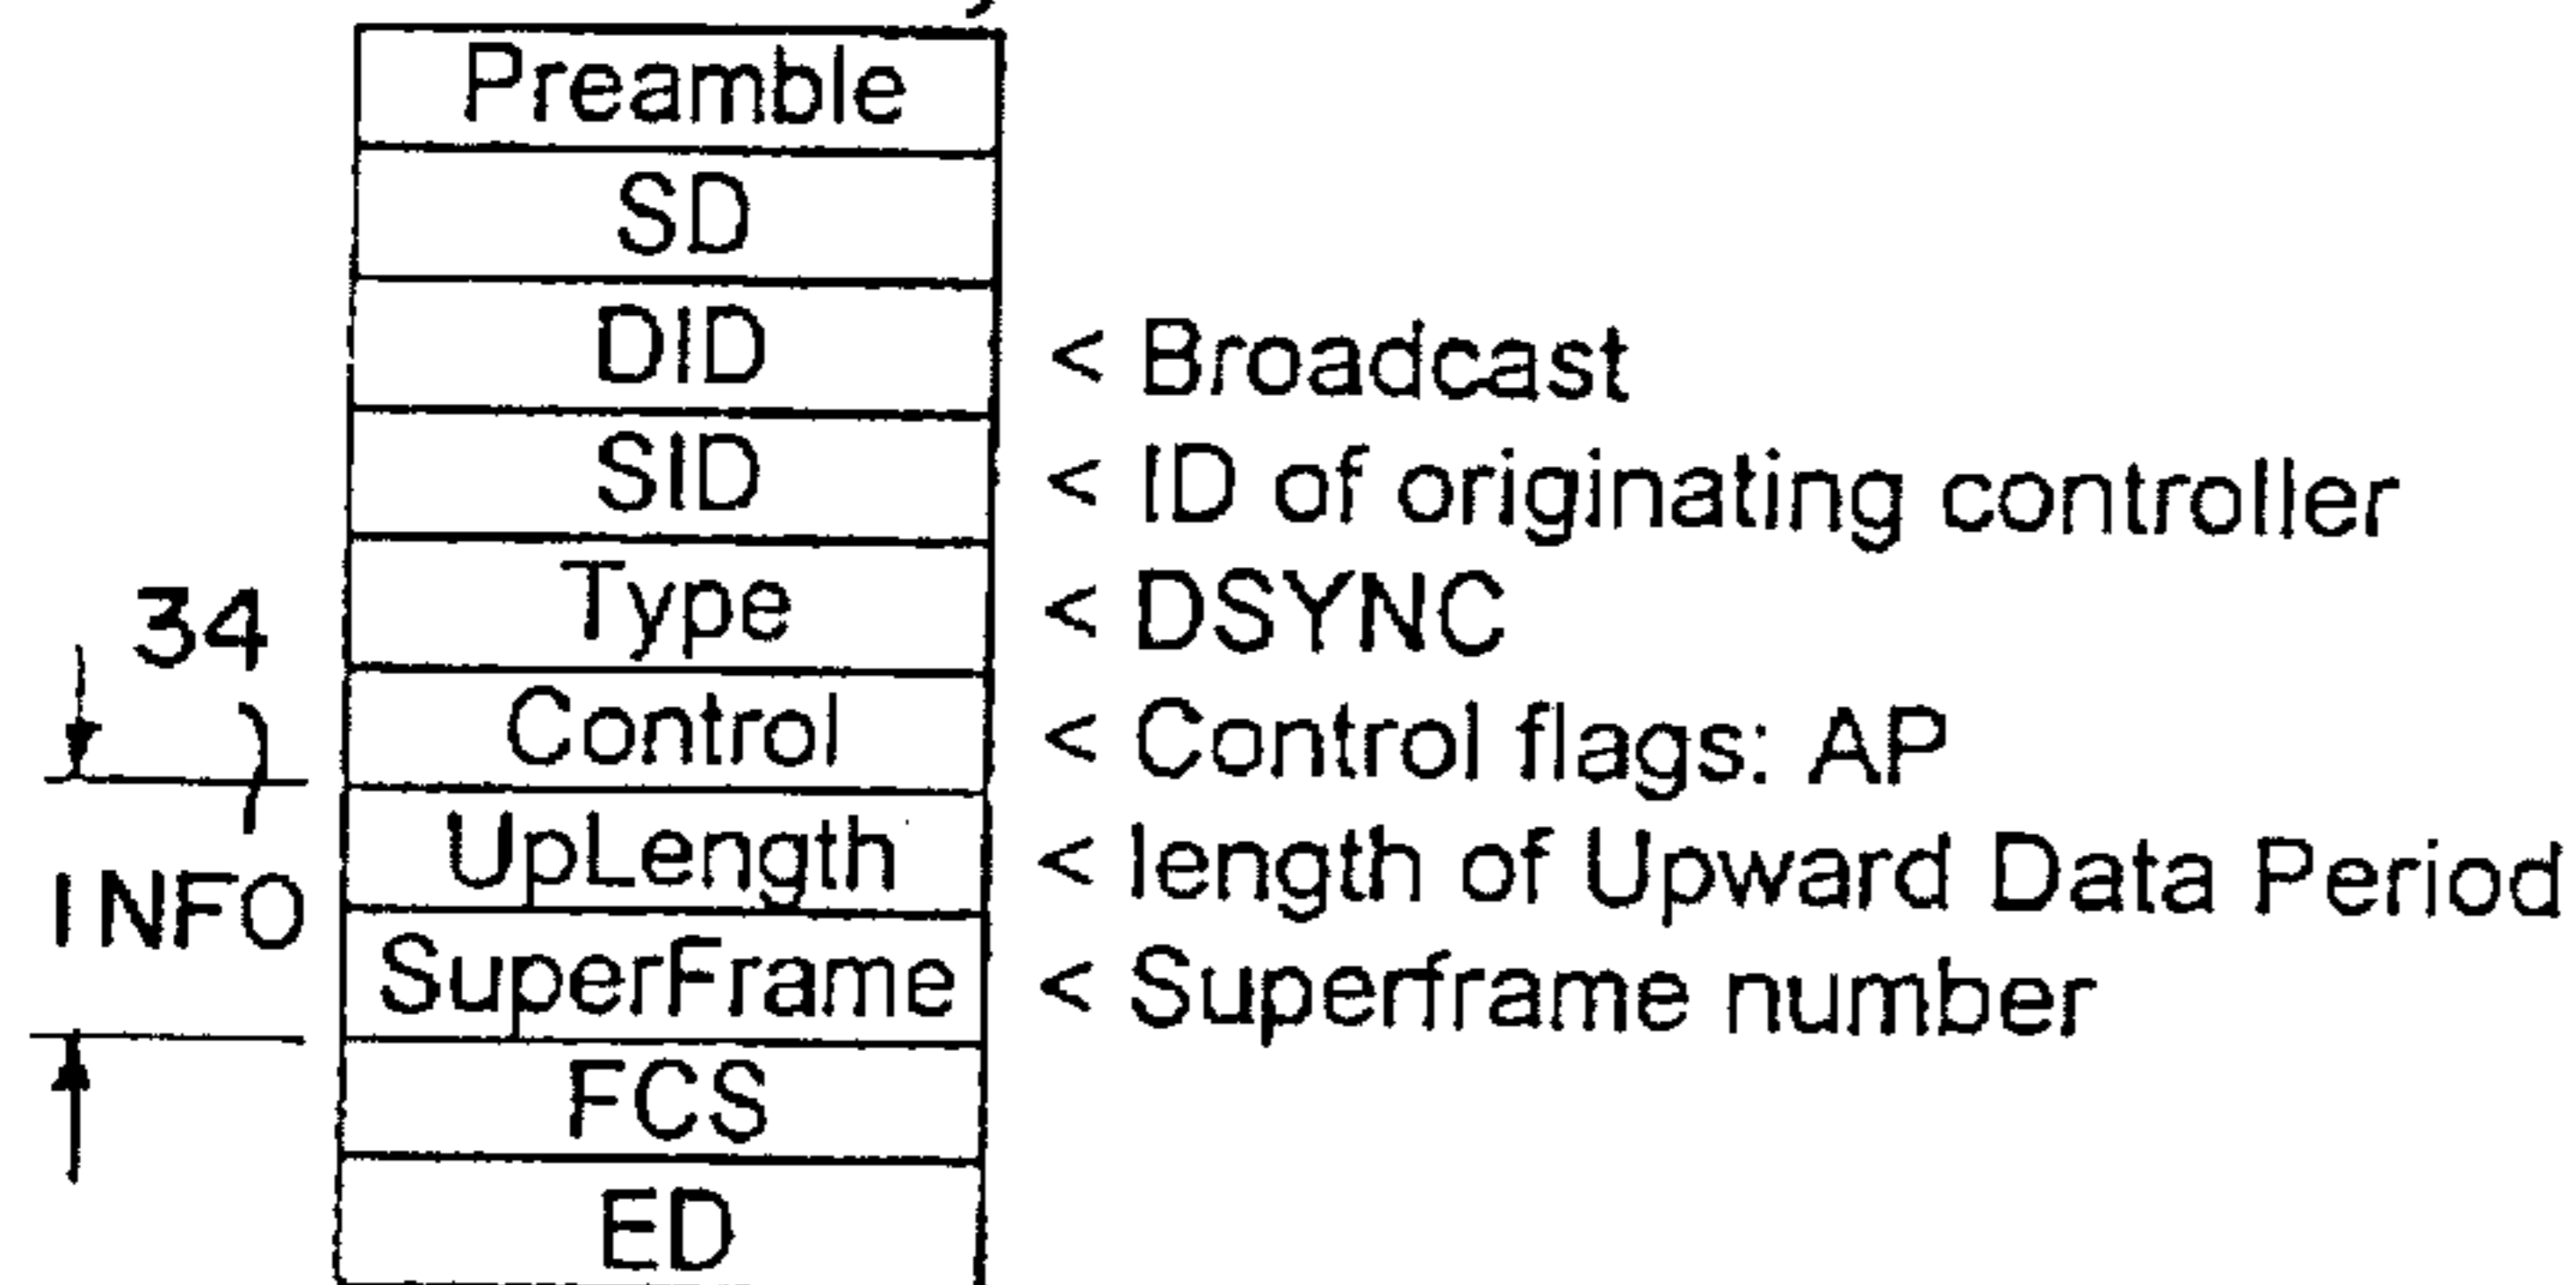 Preamble
SD
DID < Broadcast
SID < ID of originating controller
Type < DSYNC
34
Control < Control flags: AP
UpLength < length of Upward Data Period
INFO
SuperFrame < Superframe number
FCS
ED